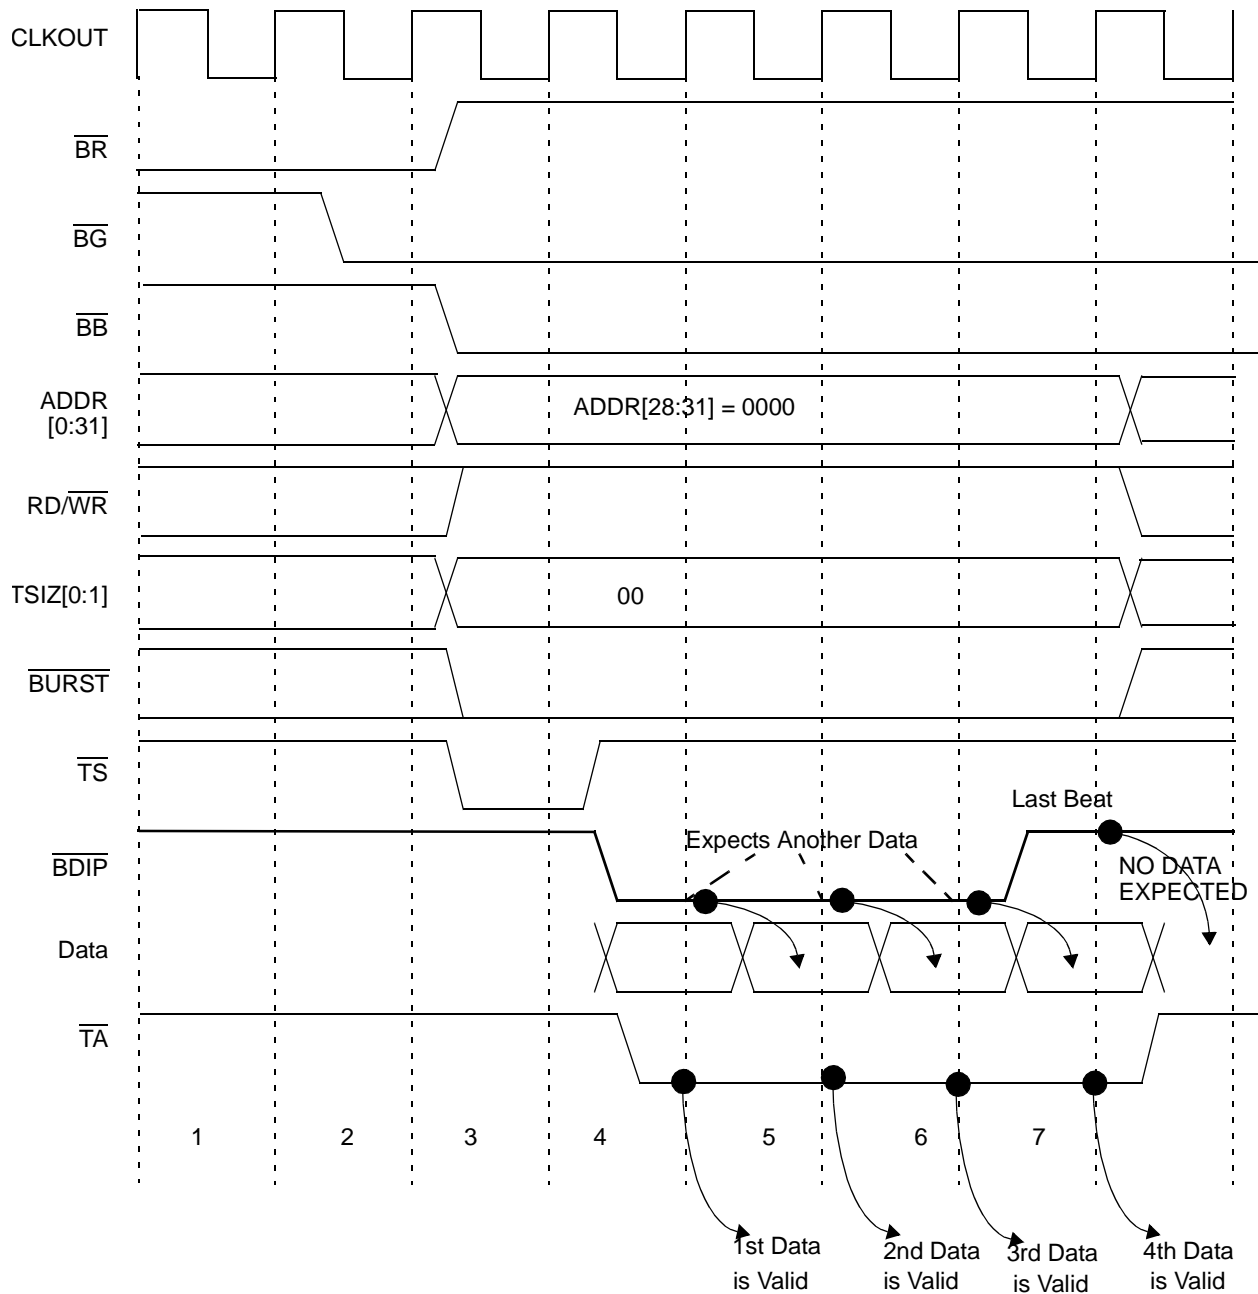 CLKOUT
BR
BG
BB
ADDR
[0:31]
ADDR[28:31] = 0000
RD/WR
TSIZ[0:1]
00
BURST
TS
Last Beat
Expects Another Data
BDIP
NO DATA
EXPECTED
Data
TA
1 2 3 4 5 6 7
1st Data
is Valid
2nd Data
is Valid
3rd Data
is Valid
4th Data
is Valid